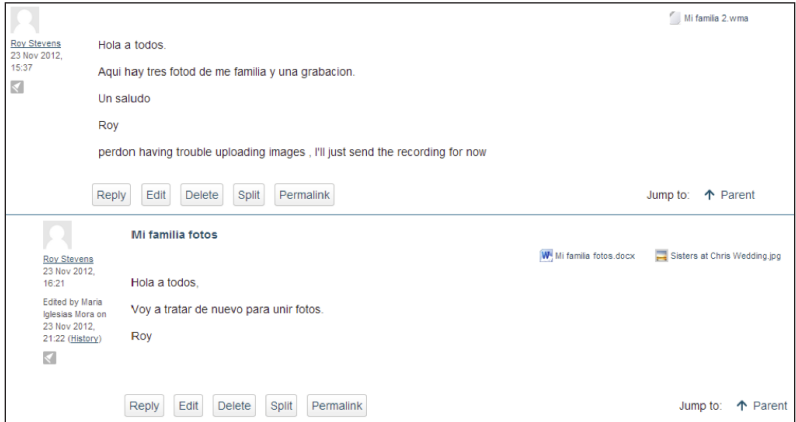 Mi familia 2.wma
Roy Stevens
23 Nov 2012,
15:37
Hola a todos.
Aqui hay tres fotod de me familia y una grabacion.
Un saludo
Roy
perdon having trouble uploading images , I'll just send the recording for now
Reply Edit Delete Split Permalink Jump to: Parent
Mi familia fotos
Roy Stevens
23 Nov 2012,
16:21
Edited by Maria
Iglesias Mora on
23 Nov 2012,
21:22 (History)
Mi familia fotos.docx Sisters at Chris Wedding.jpg
Hola a todos,
Voy a tratar de nuevo para unir fotos.
Roy
Reply Edit Delete Split Permalink Jump to: Parent